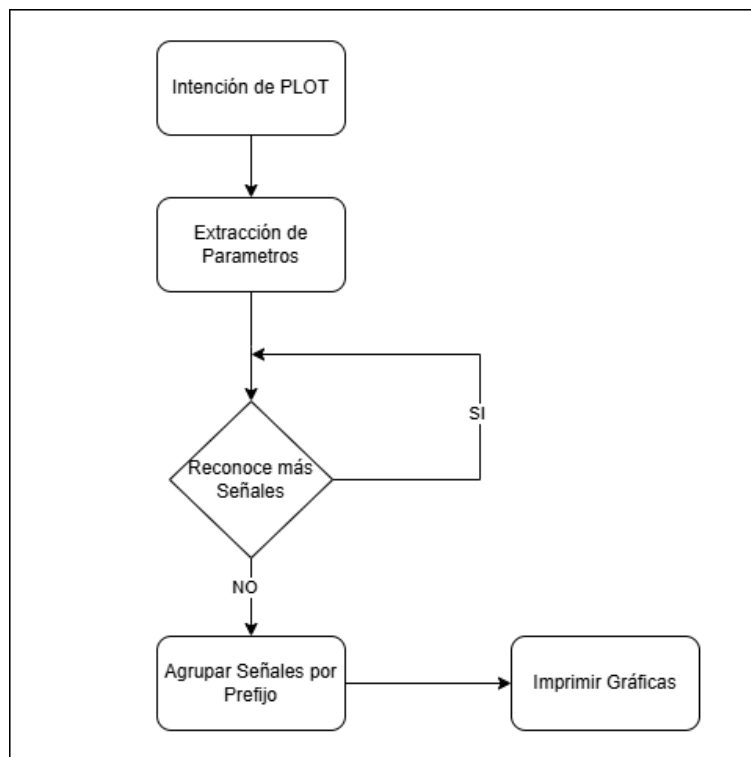 Intención de PLOT
Extracción de
Parametros
SI
Reconoce más
Señales
NO
Agrupar Señales por
Prefijo
Imprimir Gráficas